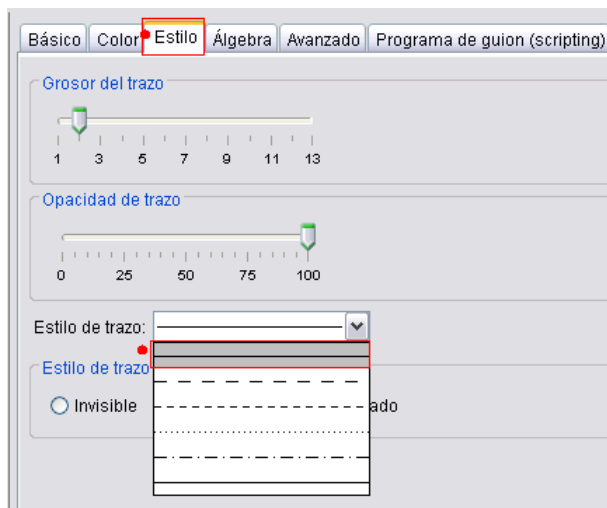 Básico Color Estilo Álgebra Avanzado Programa de guion (scripting)
Grosor del trazo
1 3 5 7 9 11 13
Opacidad de trazo
0 25 50 75 100
Estilo de trazo:
Estilo de trazo
Invisible ado